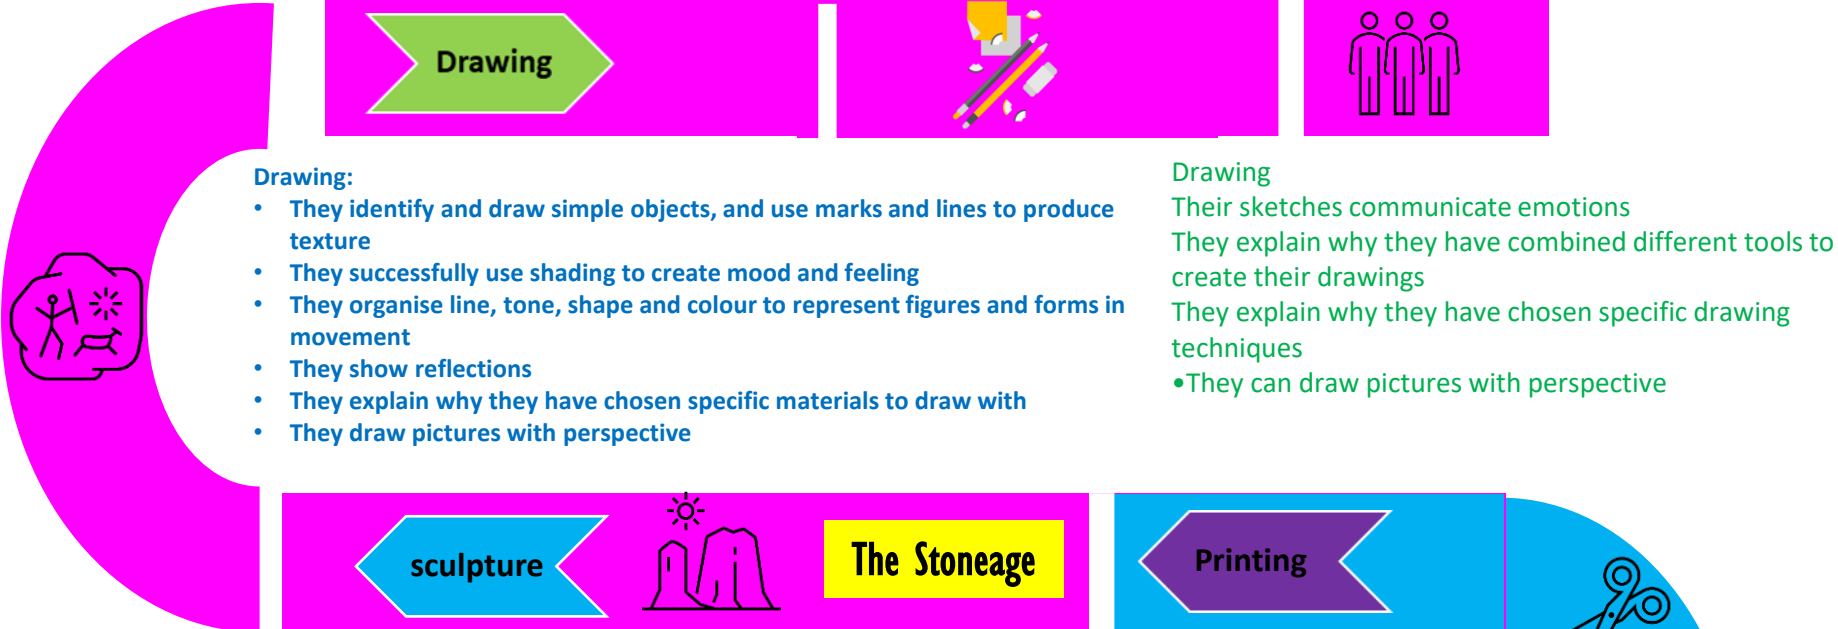 Drawing
Drawing:
• They identify and draw simple objects, and use marks and lines to produce
texture
• They successfully use shading to create mood and feeling
• They organise line, tone, shape and colour to represent figures and forms in
movement
• They show reflections
• They explain why they have chosen specific materials to draw with
• They draw pictures with perspective
Drawing
Their sketches communicate emotions
They explain why they have combined different tools to
create their drawings
They explain why they have chosen specific drawing
techniques
•They can draw pictures with perspective
sculpture
The Stoneage
Printing